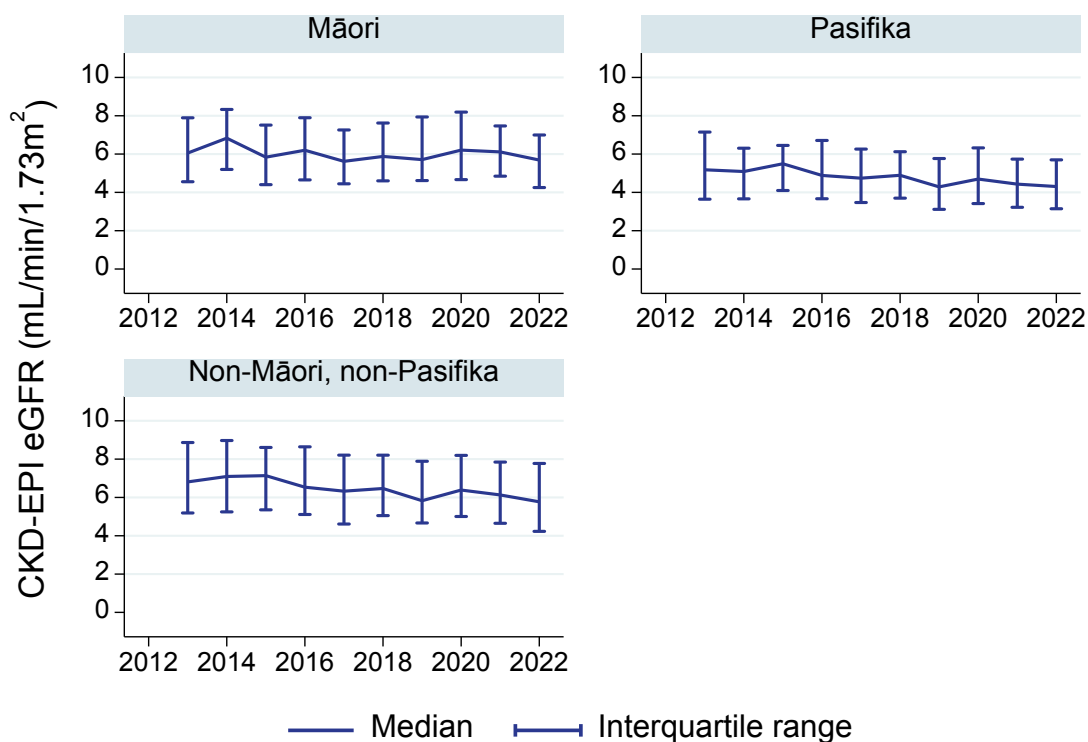 CKD-EPI eGFR (mL/min/1.73m²)
Māori
10
8
6
4
2
0
2012 2014 2016 2018 2020 2022
Pasifika
10
8
6
4
2
0
2012 2014 2016 2018 2020 2022
Non-Māori, non-Pasifika
10
8
6
4
2
0
2012 2014 2016 2018 2020 2022
Median Interquartile range